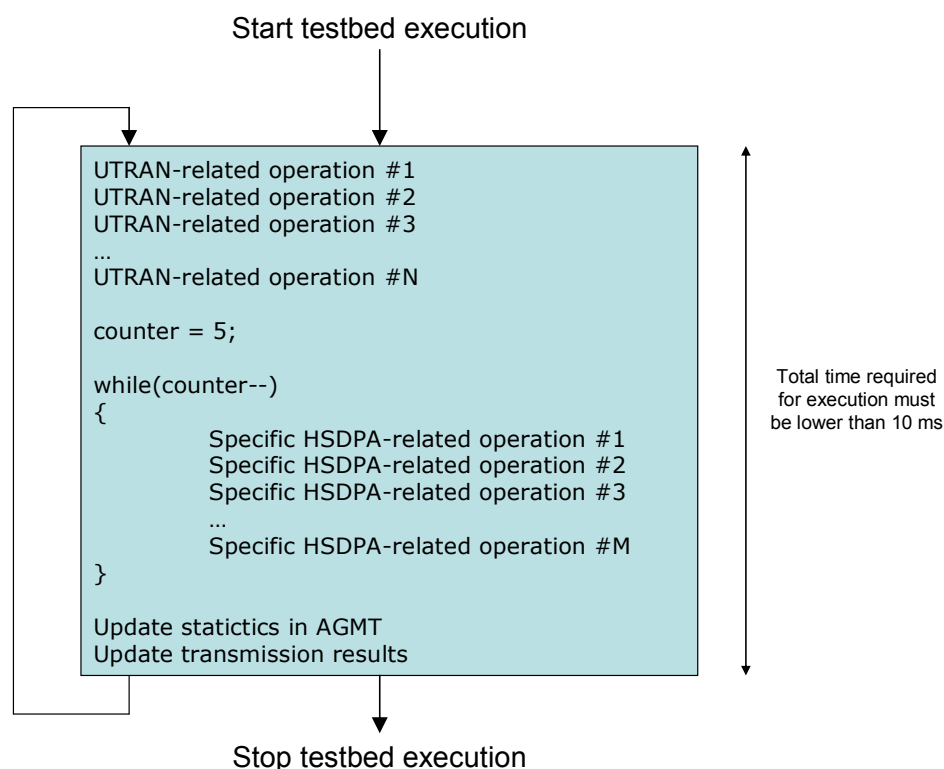 Start testbed execution
UTRAN-related operation #1
UTRAN-related operation #2
UTRAN-related operation #3
…
UTRAN-related operation #N
counter = 5;
while(counter--)
{
Specific HSDPA-related operation #1
Specific HSDPA-related operation #2
Specific HSDPA-related operation #3
…
Specific HSDPA-related operation #M
}
Update statictics in AGMT
Update transmission results
Total time required
for execution must
be lower than 10 ms
Stop testbed execution